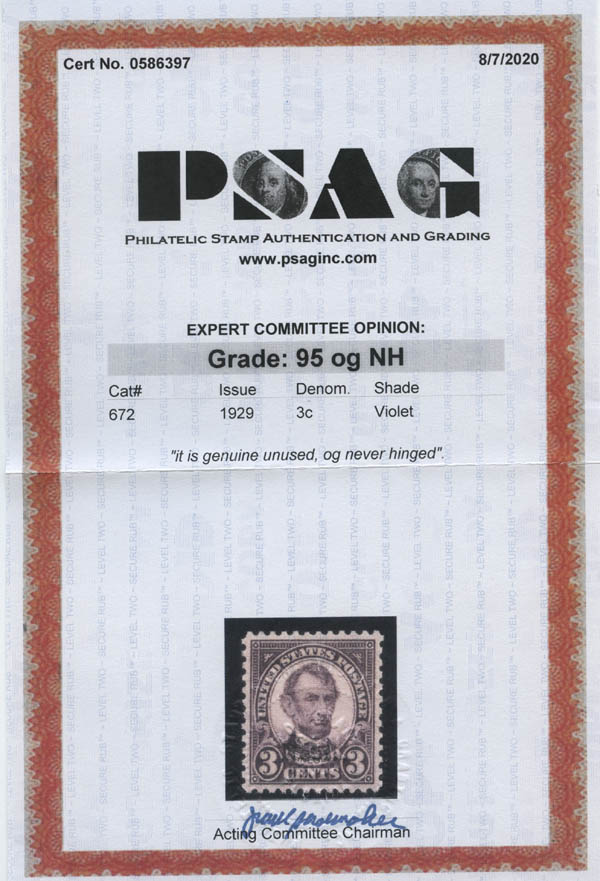 Cert No. 0586397
8/7/2020
PSAG
PHILATELIC STAMP AUTHENTICATION AND GRADING
www.psaginc.com
EXPERT COMMITTEE OPINION:
Grade: 95 og NH
Cat# Issue Denom. Shade
672 1929 3c Violet
"it is genuine unused, og never hinged".
UNITED STATES POSTAGE
3 3
CENTS
Acting Committee Chairman